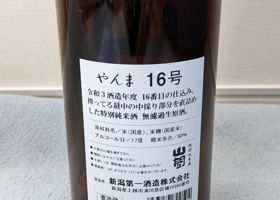 やんま 16号
令和3酒造年度 16番目の仕込み。
搾ってる最中の中採り部分を直詰め
した特別純米酒 無濾過生原酒。
原材料名／米(国産)、米麹(国産米)
アルコール分／17度 精米歩合／60%
山間
新潟第一酒造株式会社